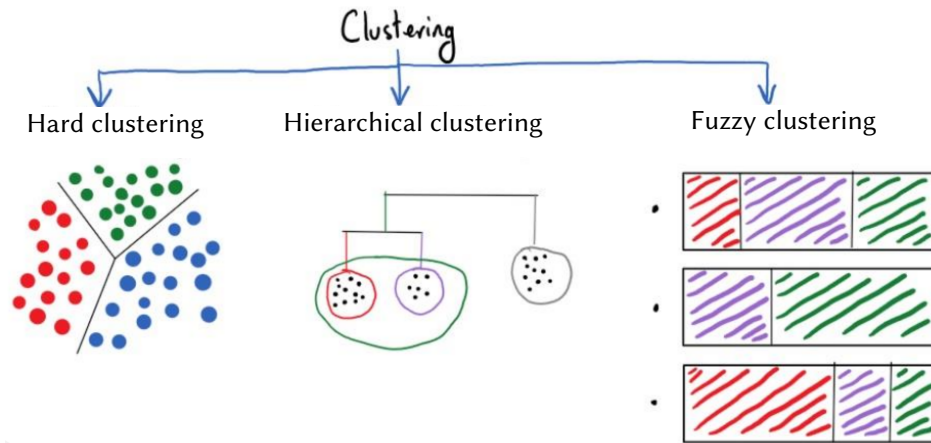 Clustering
Hard clustering
Hierarchical clustering
Fuzzy clustering